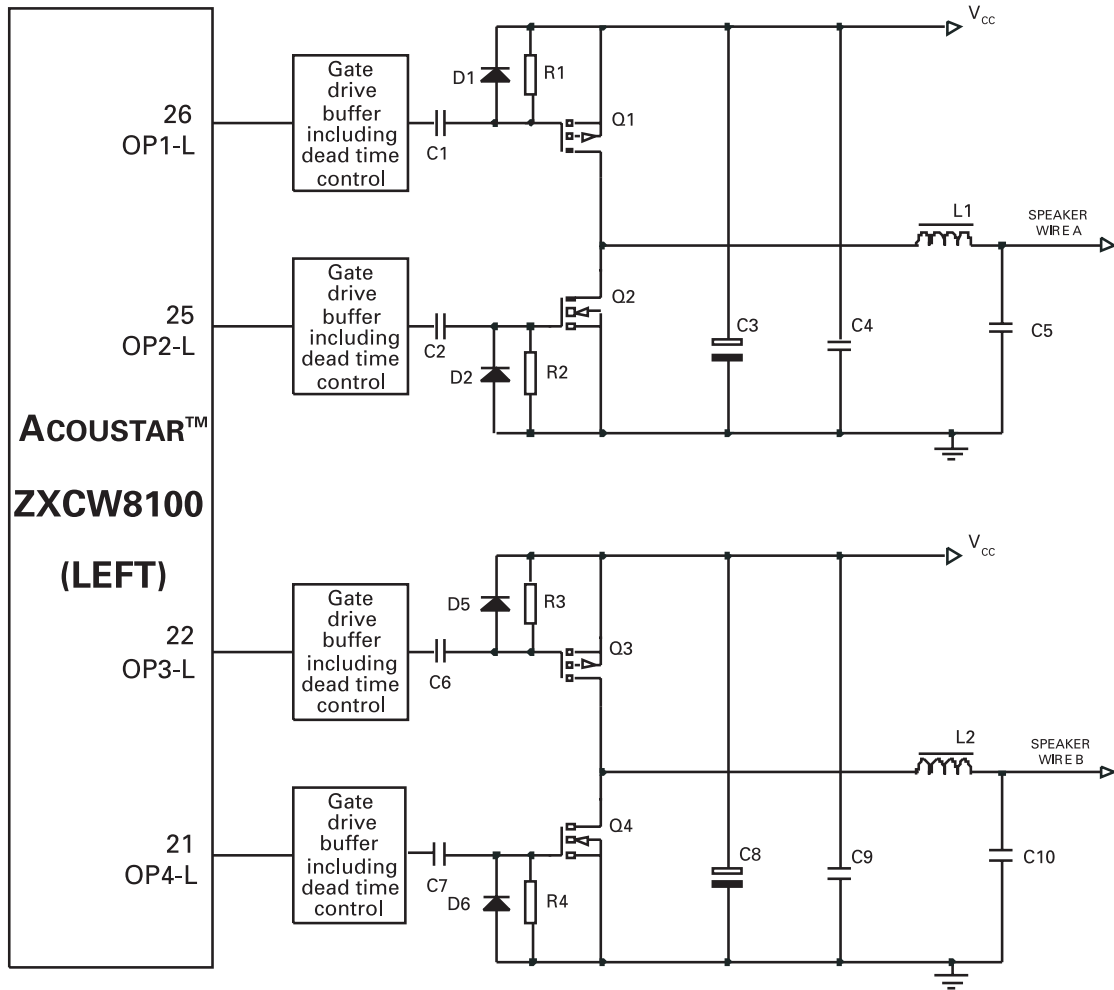 V_CC
Gate
drive
buffer
including
dead time
control
D1
R1
26
OP1-L
C1
Q1
L1
SPEAKER
WIRE A
Gate
drive
buffer
including
dead time
control
25
OP2-L
C2
Q2
D2
R2
C3
C4
C5
ACOUSTAR™
ZXCW8100
(LEFT)
V_CC
Gate
drive
buffer
including
dead time
control
D5
R3
22
OP3-L
C6
Q3
L2
SPEAKER
WIRE B
Gate
drive
buffer
including
dead time
control
21
OP4-L
C7
Q4
D6
R4
C8
C9
C10